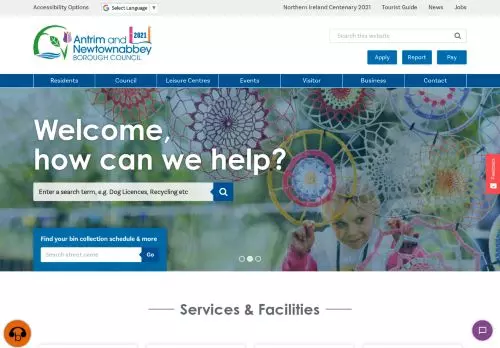 Accessibility Options
Select Language ▼
Northern Ireland Centenary 2021
Tourist Guide
News
Jobs
Antrim and
Newtownabbey
BOROUGH COUNCIL
2021
Search this website
Apply
Report
Pay
Residents
Council
Leisure Centres
Events
Visitor
Business
Contact
Welcome,
how can we help?
Enter a search term, e.g. Dog Licences, Recycling etc
Feedback
Find your bin collection schedule & more
Search street name
Go
Services & Facilities